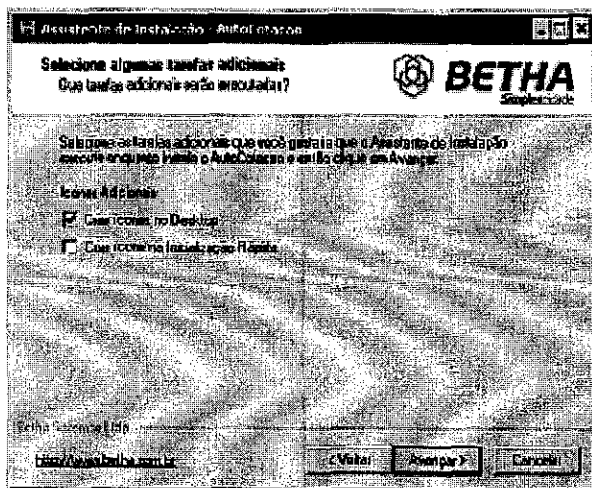 Assistente de Instalação - AutoCotacao
Selecione algumas tarefas adicionais
Que tarefas adicionais serão executadas?
BETHA
Simplescidade
Selecione as tarefas adicionais que você gostaria que o Assistente de Instalação
execute enquanto instala o AutoCotacao e então clique em Avançar.
Ícones Adicionais
Criar ícones no Desktop
Criar ícone na Inicialização Rápida
Betha Sistemas Ltda
http://www.betha.com.br
< Voltar
Avançar >
Cancelar